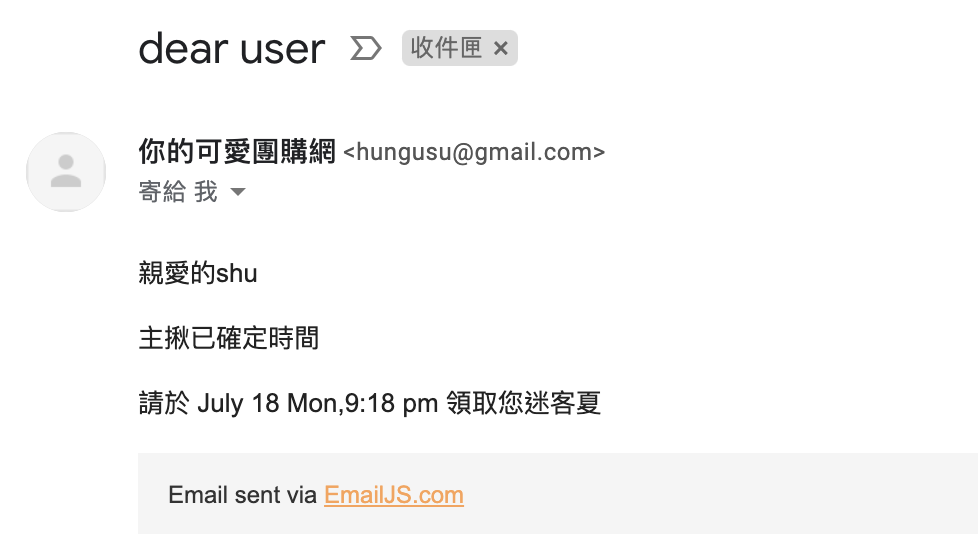 dear user 收件匣 ×
你的可愛團購網 <hungusu@gmail.com>
寄給 我
親愛的shu
主揪已確定時間
請於 July 18 Mon,9:18 pm 領取您迷客夏
Email sent via EmailJS.com